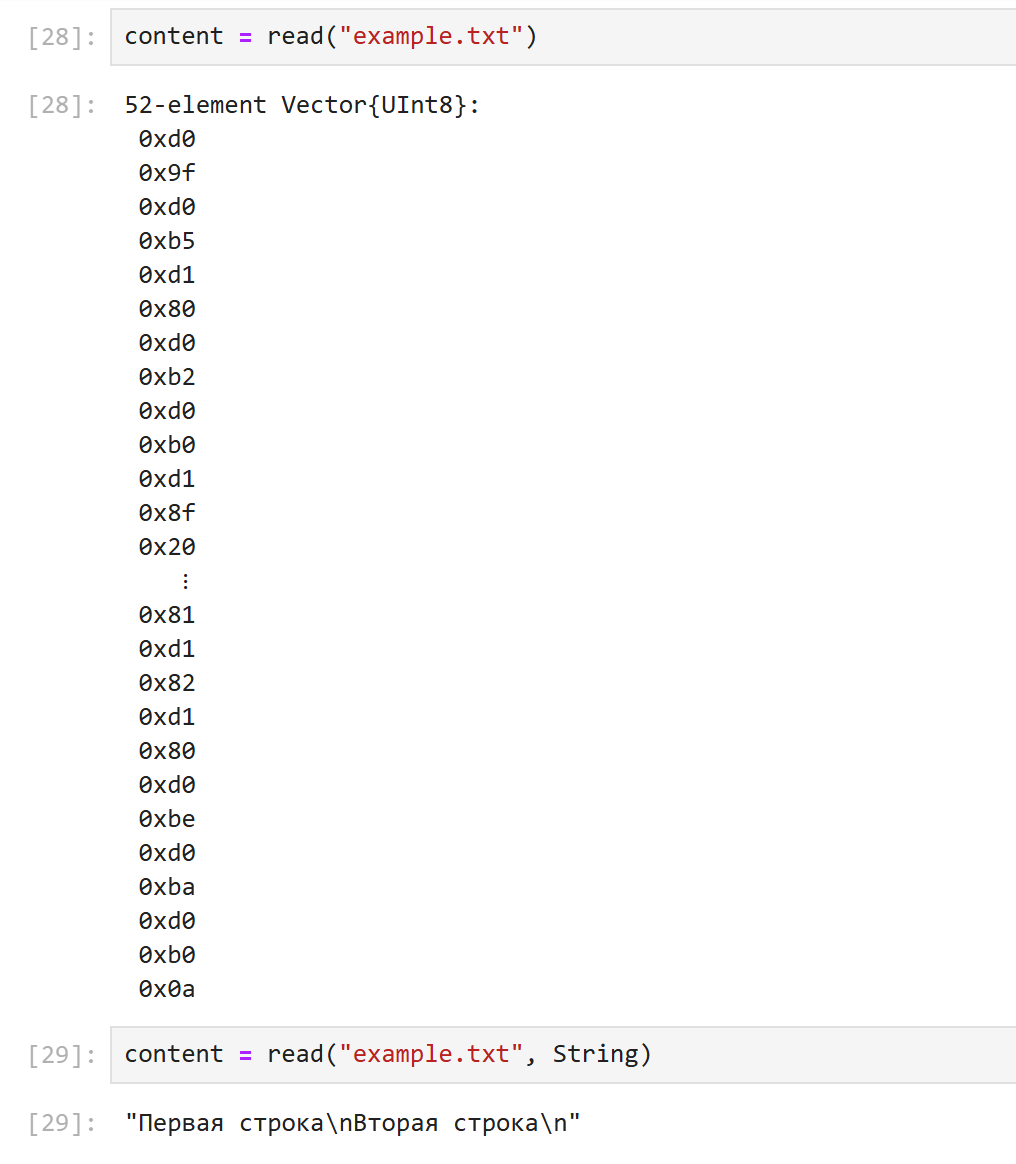 [28]: content = read("example.txt")
[28]: 52-element Vector{UInt8}:
0xd0
0x9f
0xd0
0xb5
0xd1
0x80
0xd0
0xb2
0xd0
0xb0
0xd1
0x8f
0x20
⋮
0x81
0xd1
0x82
0xd1
0x80
0xd0
0xbe
0xd0
0xba
0xd0
0xb0
0x0a
[29]: content = read("example.txt", String)
[29]: "Первая строка\nВторая строка\n"